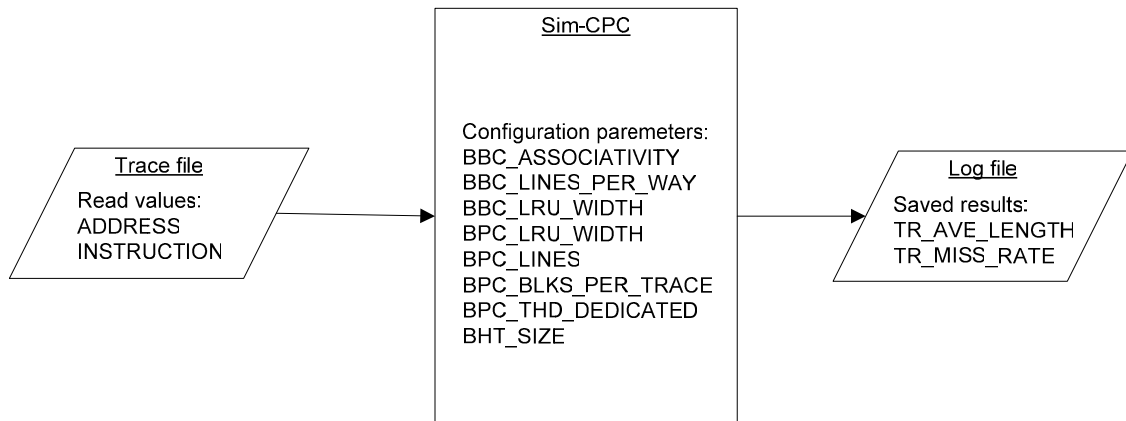 Sim-CPC
Trace file
Read values:
ADDRESS
INSTRUCTION
Configuration paremeters:
BBC_ASSOCIATIVITY
BBC_LINES_PER_WAY
BBC_LRU_WIDTH
BPC_LRU_WIDTH
BPC_LINES
BPC_BLKS_PER_TRACE
BPC_THD_DEDICATED
BHT_SIZE
Log file
Saved results:
TR_AVE_LENGTH
TR_MISS_RATE